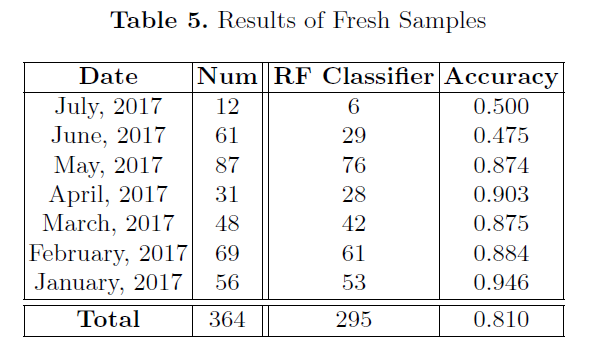 Table 5. Results of Fresh Samples
Date Num RF Classifier Accuracy
July, 2017 12 6 0.500
June, 2017 61 29 0.475
May, 2017 87 76 0.874
April, 2017 31 28 0.903
March, 2017 48 42 0.875
February, 2017 69 61 0.884
January, 2017 56 53 0.946
Total 364 295 0.810